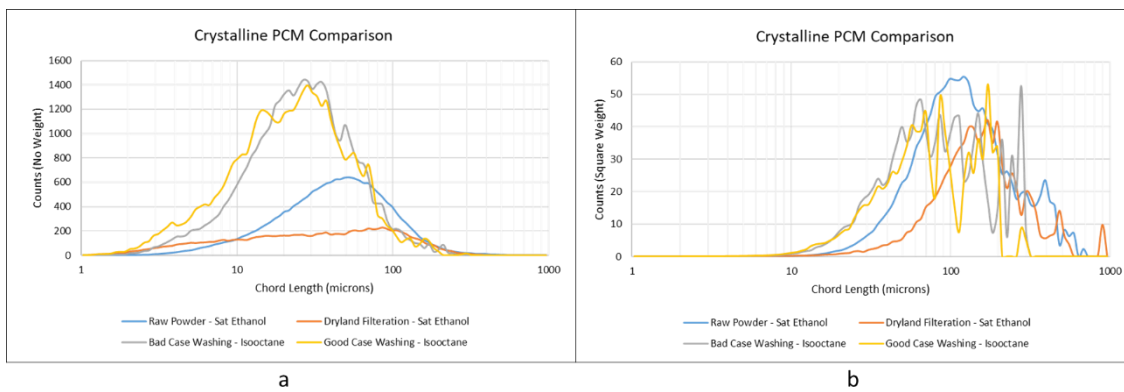 Crystalline PCM Comparison
1600
1400
1200
1000
800
600
400
200
0
Counts (No Weight)
1 10 100 1000
Chord Length (microns)
Raw Powder - Sat Ethanol Dryland Filteration - Sat Ethanol
Bad Case Washing - Isooctane Good Case Washing - Isooctane
a
Crystalline PCM Comparison
60
50
40
30
20
10
0
Counts (Square Weight)
1 10 100 1000
Chord Length (microns)
Raw Powder - Sat Ethanol Dryland Filteration - Sat Ethanol
Bad Case Washing - Isooctane Good Case Washing - Isooctane
b